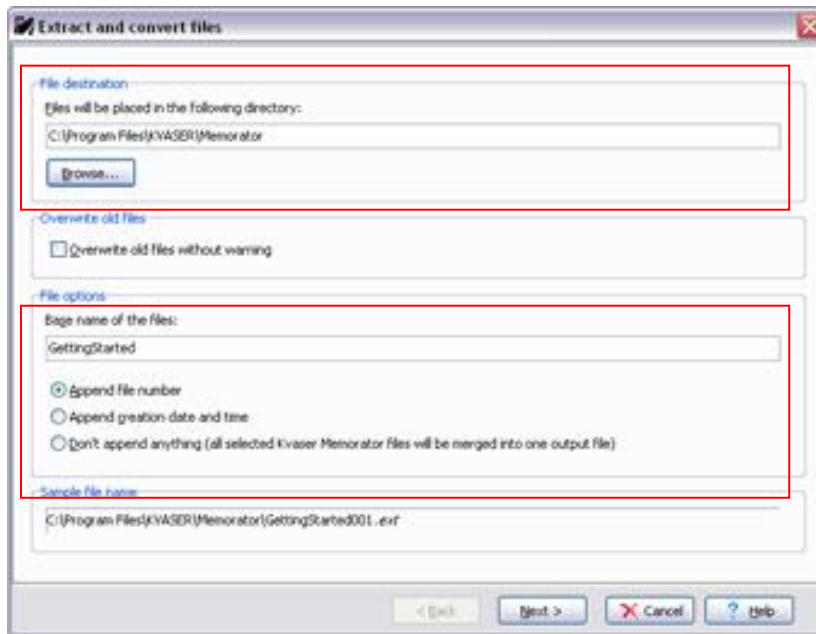 Extract and convert files
File destination
Files will be placed in the following directory:
C:\Program Files\KVASER\Memorator
Browse...
Overwrite old files
Overwrite old files without warning
File options
Base name of the files:
GettingStarted
Append file number
Append creation date and time
Don't append anything (all selected Kvaser Memorator files will be merged into one output file)
Sample file name
C:\Program Files\KVASER\Memorator\GettingStarted001.ext
< Back
Next >
Cancel
? Help